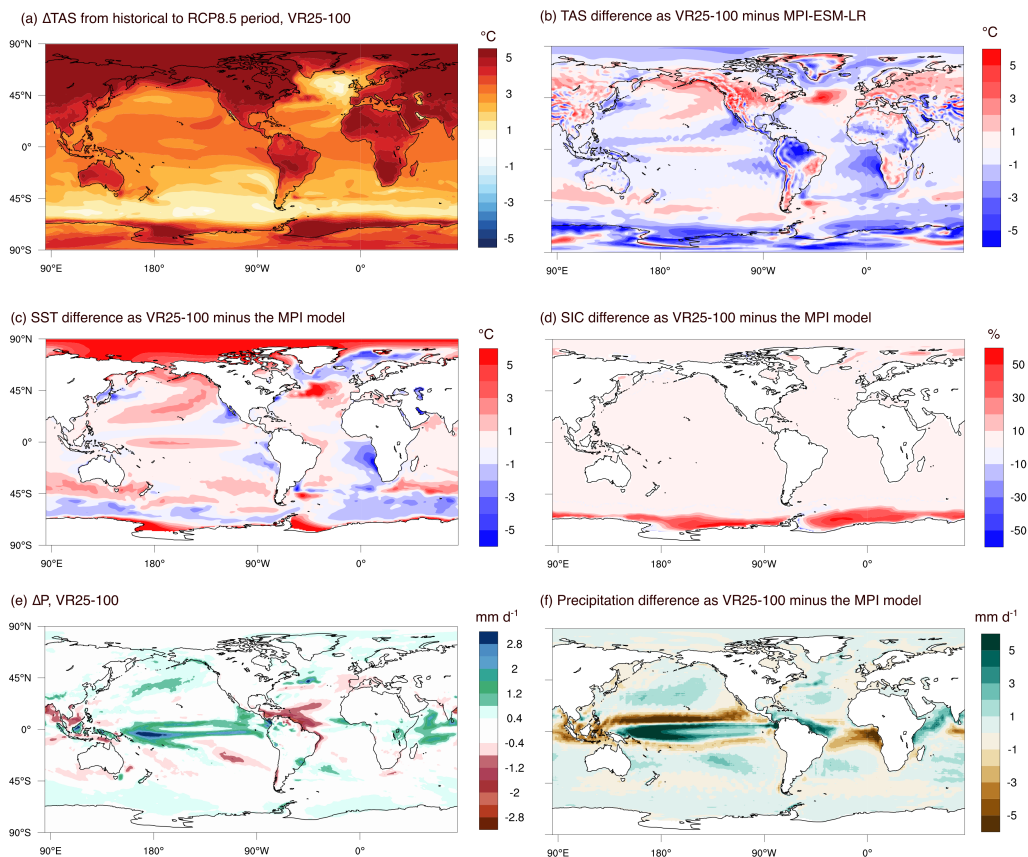 (a) ΔTAS from historical to RCP8.5 period, VR25-100
°C
5
3
1
-1
-3
-5
90°N
45°N
0°
45°S
90°S
90°E 180° 90°W 0°
(b) TAS difference as VR25-100 minus MPI-ESM-LR
°C
5
3
1
-1
-3
-5
90°E 180° 90°W 0°
(c) SST difference as VR25-100 minus the MPI model
°C
5
3
1
-1
-3
-5
90°N
45°N
0°
45°S
90°S
90°E 180° 90°W 0°
(d) SIC difference as VR25-100 minus the MPI model
%
50
30
10
-10
-30
-50
90°E 180° 90°W 0°
(e) ΔP, VR25-100
mm d⁻¹
2.8
2
1.2
0.4
-0.4
-1.2
-2
-2.8
90°N
45°N
0°
45°S
90°S
90°E 180° 90°W 0°
(f) Precipitation difference as VR25-100 minus the MPI model
mm d⁻¹
5
3
1
-1
-3
-5
90°E 180° 90°W 0°